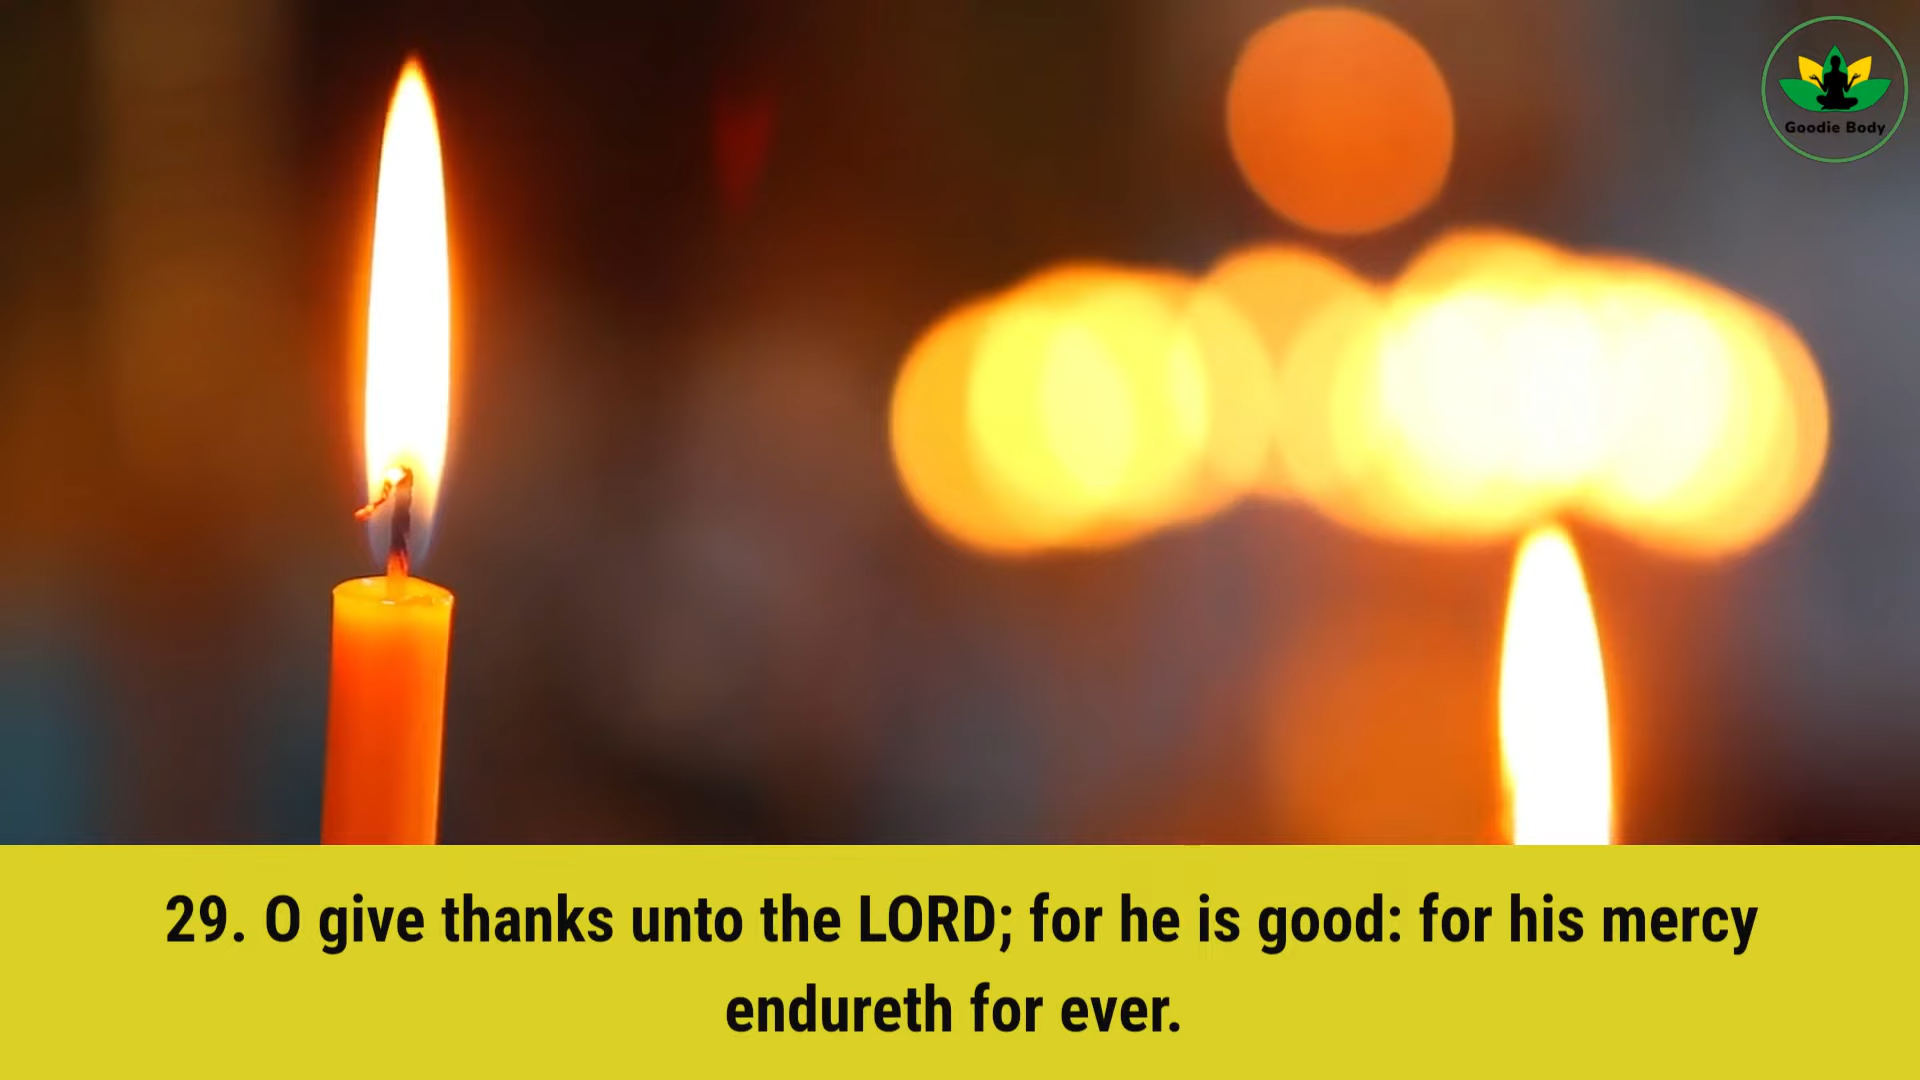 Goodie Body
29. O give thanks unto the LORD; for he is good: for his mercy
endureth for ever.